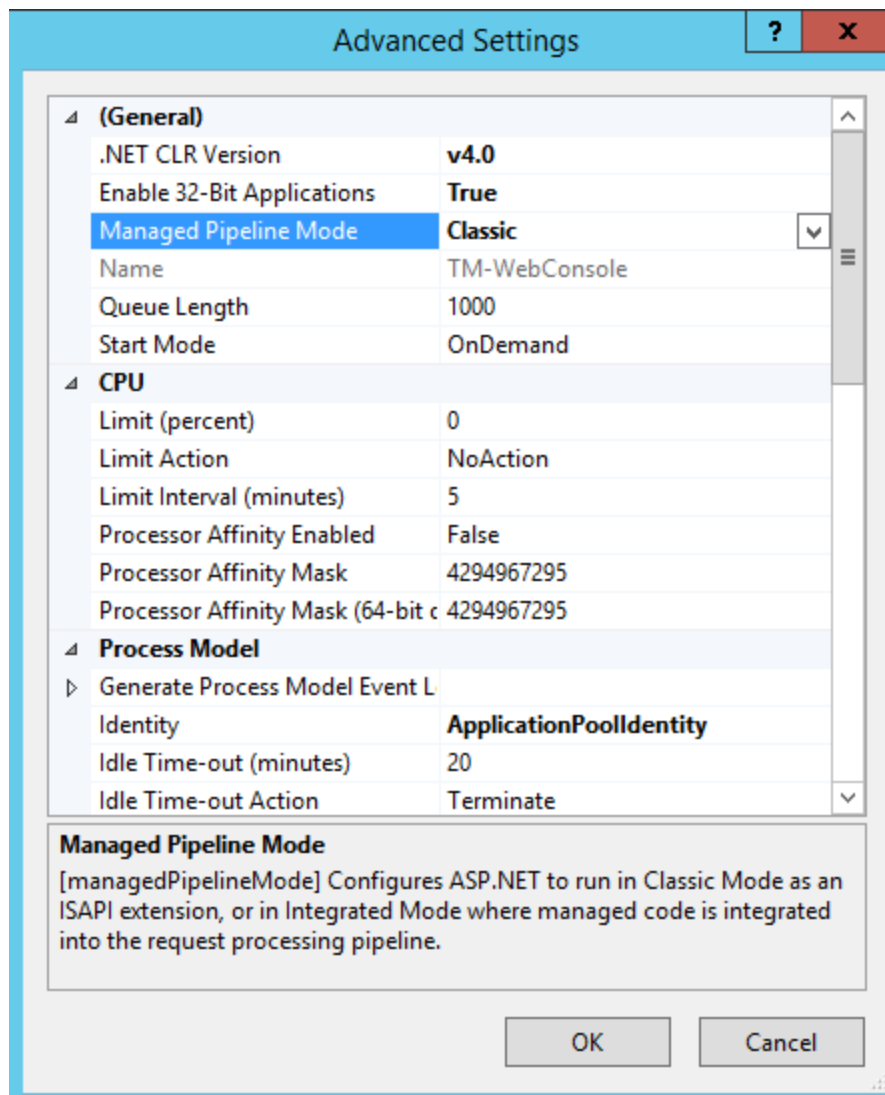 Advanced Settings
? x
(General)
.NET CLR Version v4.0
Enable 32-Bit Applications True
Managed Pipeline Mode Classic
Name TM-WebConsole
Queue Length 1000
Start Mode OnDemand
CPU
Limit (percent) 0
Limit Action NoAction
Limit Interval (minutes) 5
Processor Affinity Enabled False
Processor Affinity Mask 4294967295
Processor Affinity Mask (64-bit c 4294967295
Process Model
Generate Process Model Event L
Identity ApplicationPoolIdentity
Idle Time-out (minutes) 20
Idle Time-out Action Terminate
Managed Pipeline Mode
[managedPipelineMode] Configures ASP.NET to run in Classic Mode as an
ISAPI extension, or in Integrated Mode where managed code is integrated
into the request processing pipeline.
OK Cancel